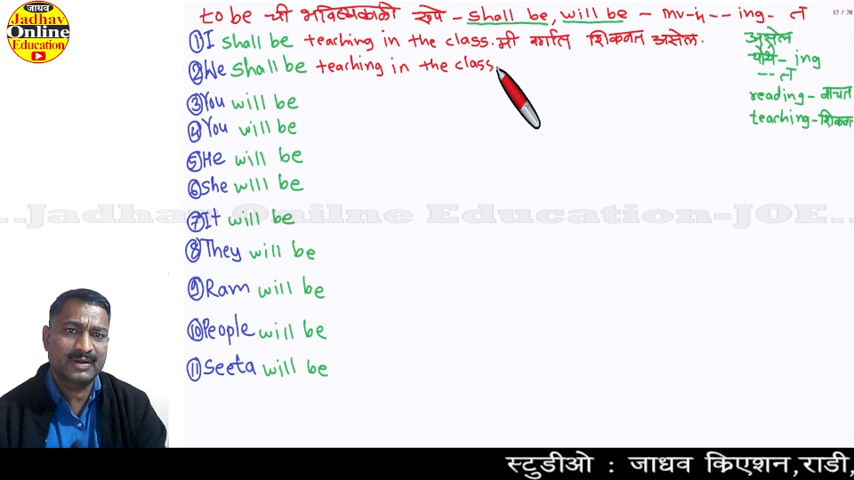 जाधव
Jadhav
Online
Education
to be ची भविष्यकाळी रूपे - shall be, will be - mv-ing - - ing - त
12 / 20
① I shall be teaching in the class. मी वर्गात शिकवत असेल.
② We shall be teaching in the class.
③ You will be
④ You will be
⑤ He will be
⑥ She will be
⑦ It will be
⑧ They will be
⑨ Ram will be
⑩ People will be
⑪ Seeta will be
असेल
- ing
-- त
reading - वाचत
teaching - शिकवत
..Jadhav Onilne Education-JOE..
स्टुडीओ : जाधव क्रिएशन,राडी,